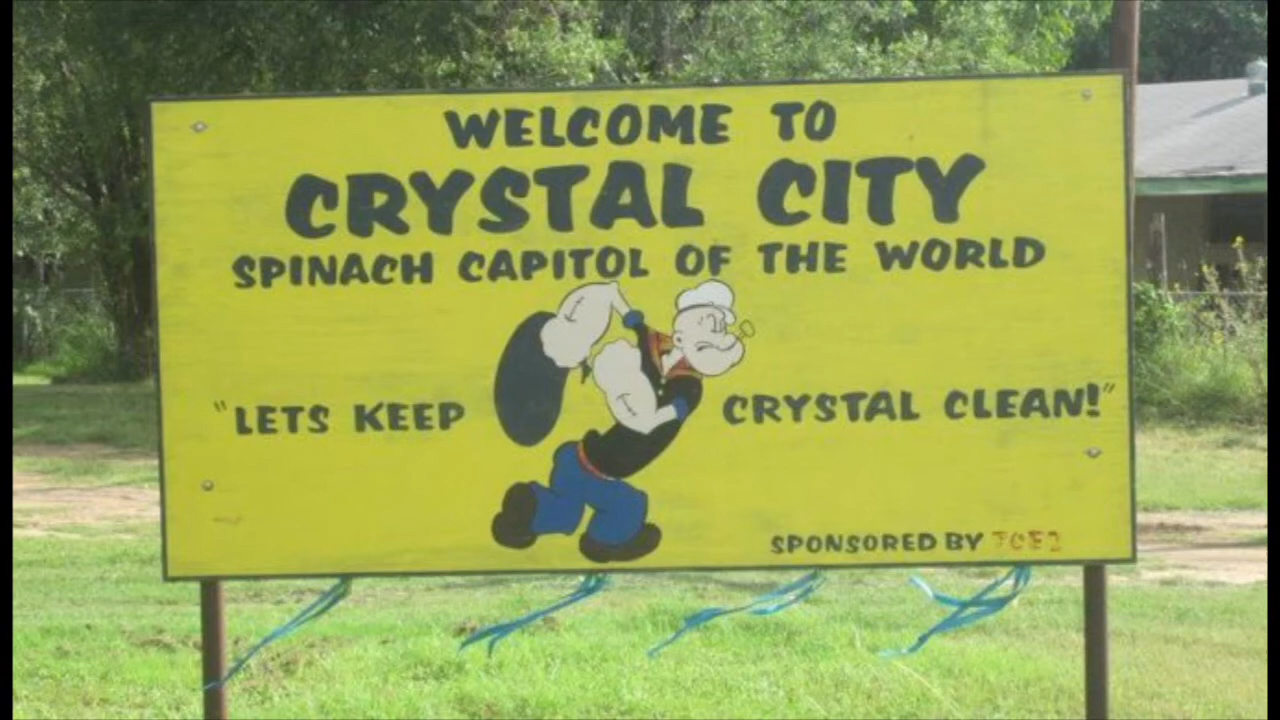 WELCOME TO
CRYSTAL CITY
SPINACH CAPITOL OF THE WORLD
"LETS KEEP CRYSTAL CLEAN!"
SPONSORED BY